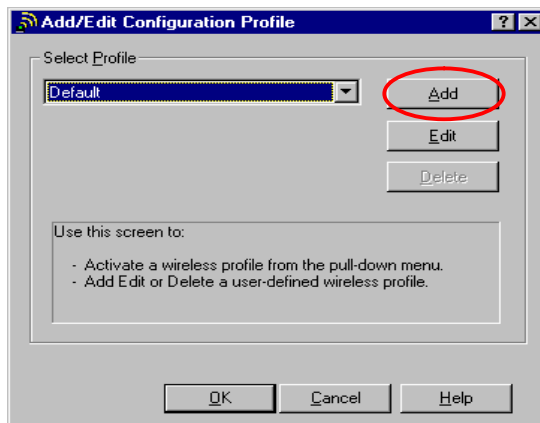 Add/Edit Configuration Profile
Select Profile
Default
Add
Edit
Delete
Use this screen to:
- Activate a wireless profile from the pull-down menu.
- Add Edit or Delete a user-defined wireless profile.
OK
Cancel
Help